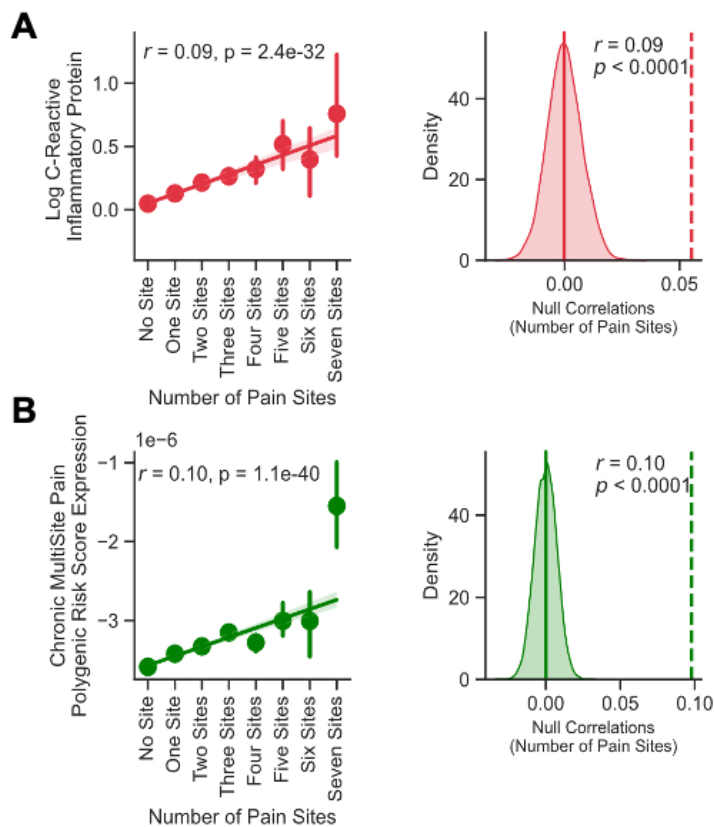 A
r = 0.09, p = 2.4e-32
Log C-Reactive
Inflammatory Protein
1.0
0.5
0.0
No Site
One Site
Two Sites
Three Sites
Four Sites
Five Sites
Six Sites
Seven Sites
Number of Pain Sites
r = 0.09
p < 0.0001
Density
40
20
0
0.00
0.05
Null Correlations
(Number of Pain Sites)
B
1e−6
r = 0.10, p = 1.1e-40
Chronic MultiSite Pain
Polygenic Risk Score Expression
−1
−2
−3
No Site
One Site
Two Sites
Three Sites
Four Sites
Five Sites
Six Sites
Seven Sites
Number of Pain Sites
r = 0.10
p < 0.0001
Density
40
20
0
0.00
0.05
0.10
Null Correlations
(Number of Pain Sites)